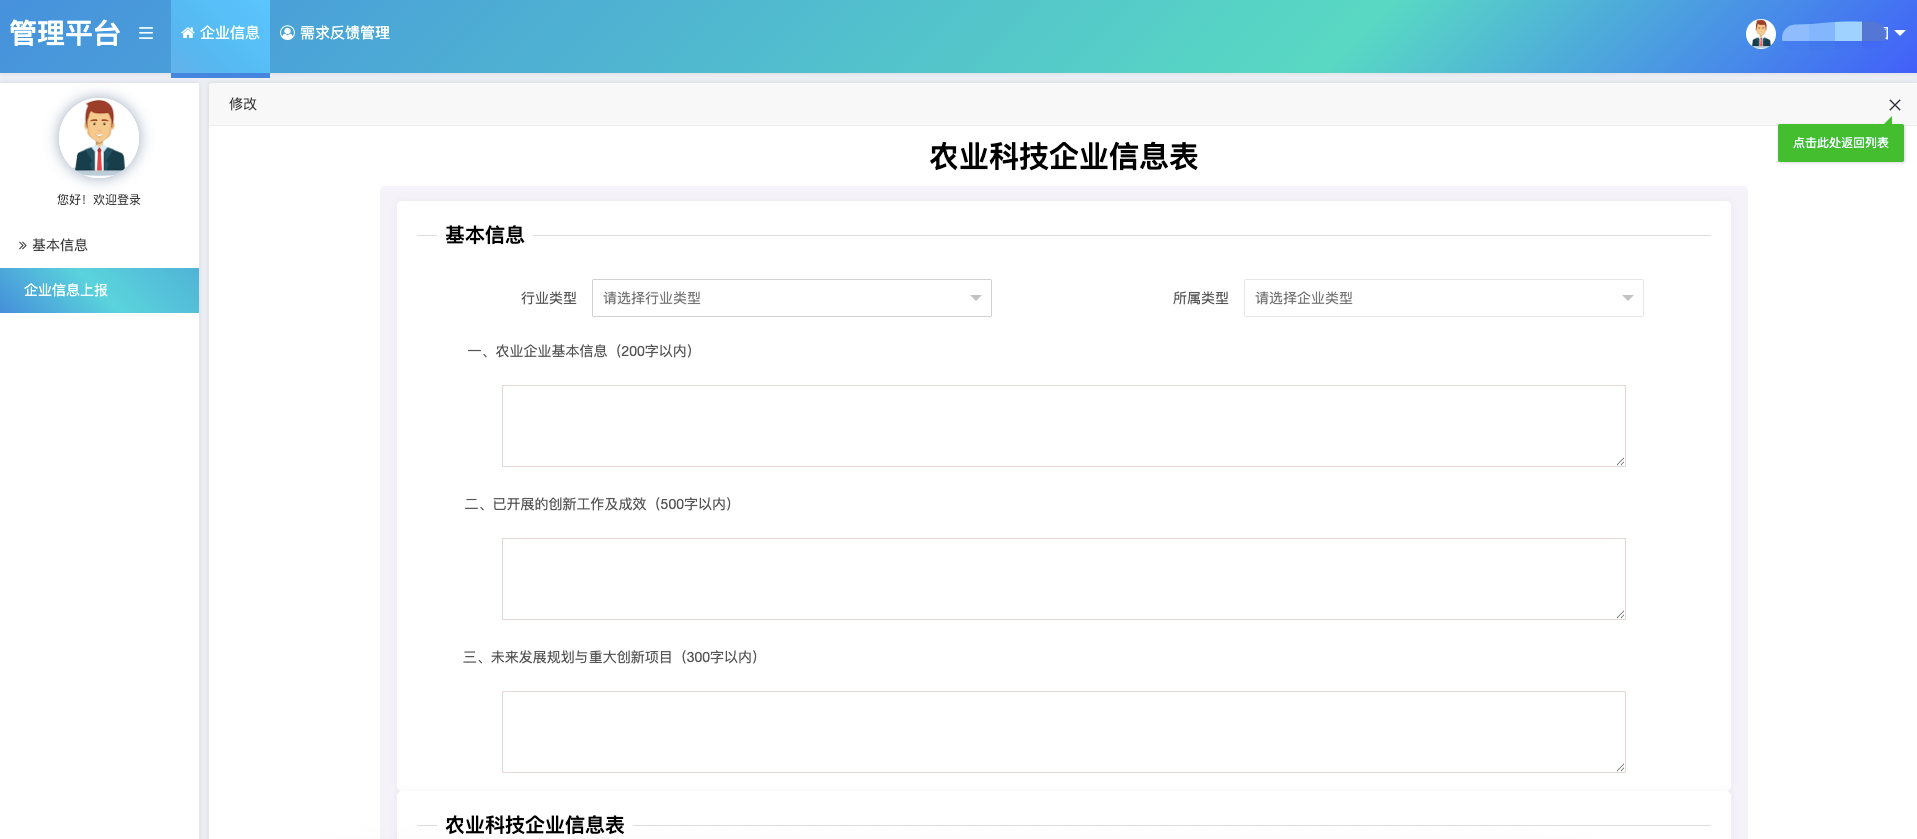 管理平台
企业信息
需求反馈管理
修改
点击此处返回列表
您好！欢迎登录
基本信息
企业信息上报
农业科技企业信息表
基本信息
行业类型 请选择行业类型
所属类型 请选择企业类型
一、农业企业基本信息（200字以内）
二、已开展的创新工作及成效（500字以内）
三、未来发展规划与重大创新项目（300字以内）
农业科技企业信息表